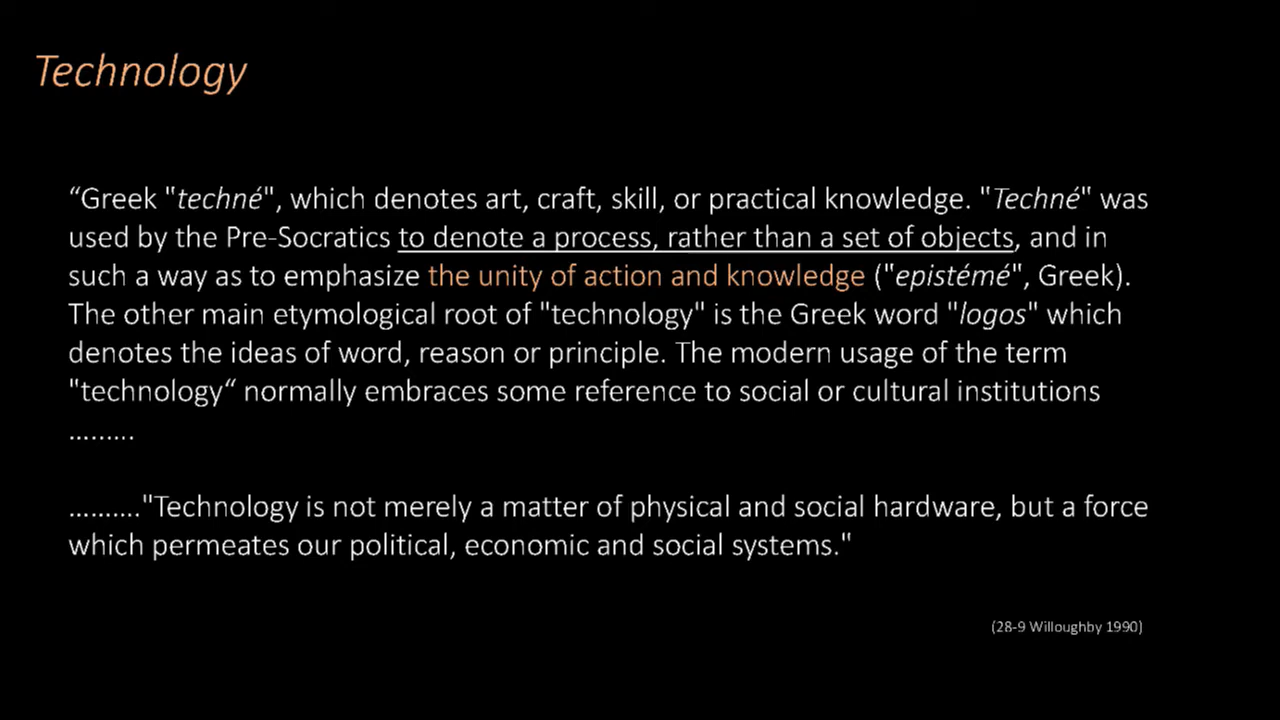 Technology
“Greek "techné", which denotes art, craft, skill, or practical knowledge. "Techné" was
used by the Pre-Socratics to denote a process, rather than a set of objects, and in
such a way as to emphasize the unity of action and knowledge ("epistémé", Greek).
The other main etymological root of "technology" is the Greek word "logos" which
denotes the ideas of word, reason or principle. The modern usage of the term
"technology“ normally embraces some reference to social or cultural institutions
.........
.........."Technology is not merely a matter of physical and social hardware, but a force
which permeates our political, economic and social systems."
(28-9 Willoughby 1990)